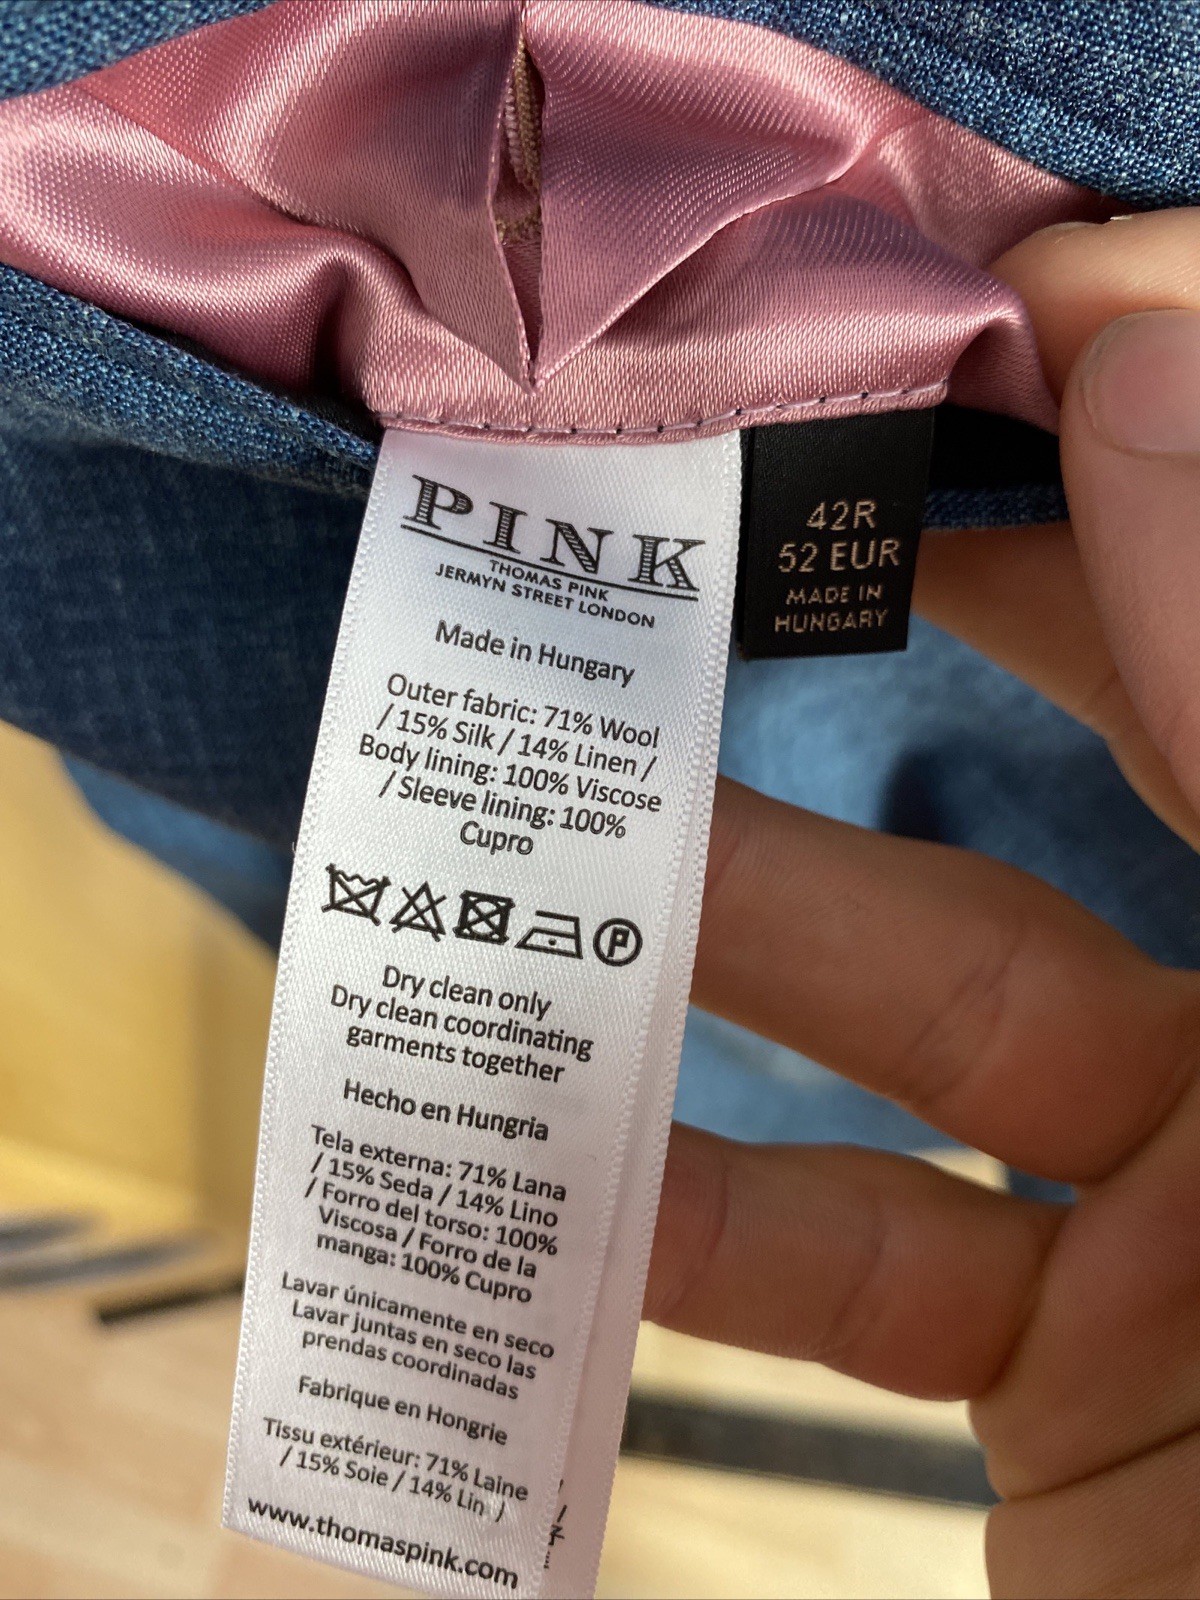 PINK
THOMAS PINK
JERMYN STREET LONDON
Made in Hungary
Outer fabric: 71% Wool
/ 15% Silk / 14% Linen /
Body lining: 100% Viscose
/ Sleeve lining: 100%
Cupro
P
Dry clean only
Dry clean coordinating
garments together
Hecho en Hungria
Tela externa: 71% Lana
/ 15% Seda / 14% Lino
/ Forro del torso: 100%
Viscosa / Forro de la
manga: 100% Cupro
Lavar únicamente en seco
Lavar juntas en seco las
prendas coordinadas
Fabrique en Hongrie
Tissu extérieur: 71% Laine
/ 15% Soie / 14% Lin /
www.thomaspink.com
42R
52 EUR
MADE IN
HUNGARY